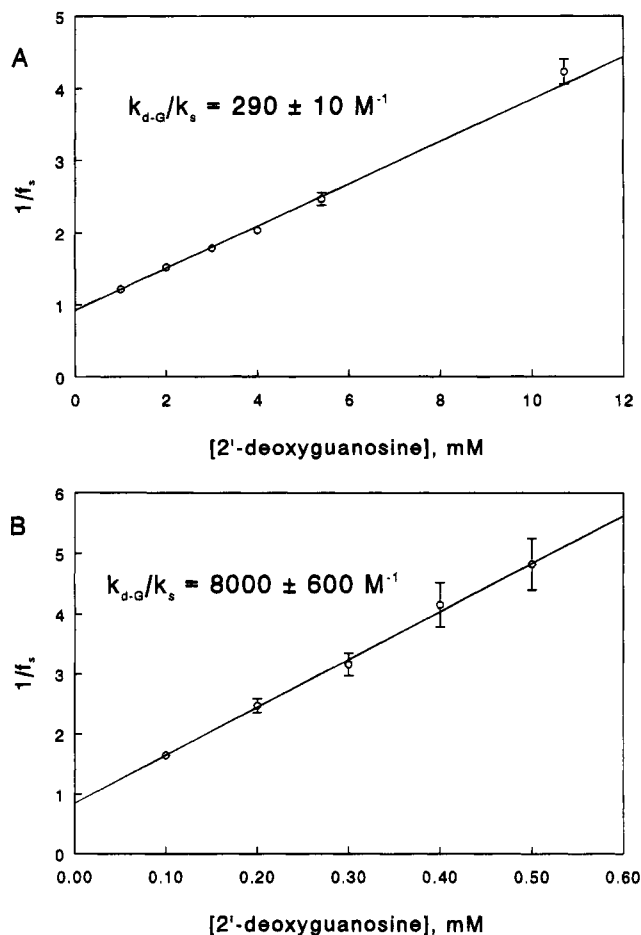 A
k_d-G/k_s = 290 ± 10 M⁻¹
1/f_s
5
4
3
2
1
0
0 2 4 6 8 10 12
[2'-deoxyguanosine], mM
B
k_d-G/k_s = 8000 ± 600 M⁻¹
1/f_s
6
5
4
3
2
1
0
0.00 0.10 0.20 0.30 0.40 0.50 0.60
[2'-deoxyguanosine], mM